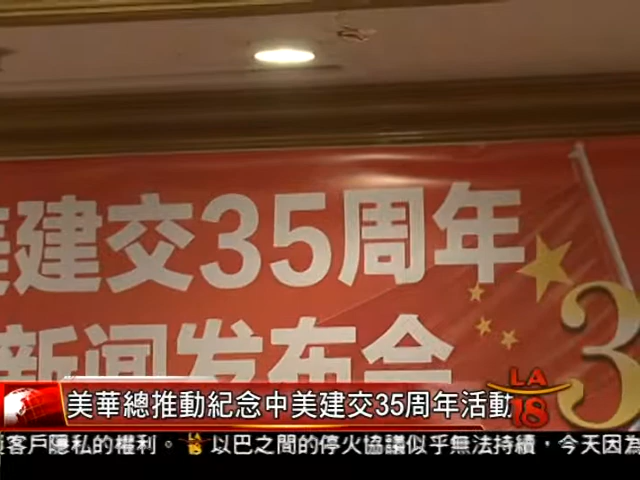 美建交35周年
新闻发布会
3
美華總推動紀念中美建交35周年活動
LA
18
客戶隱私的權利。 LA 18 以巴之間的停火協議似乎無法持續，今天因為